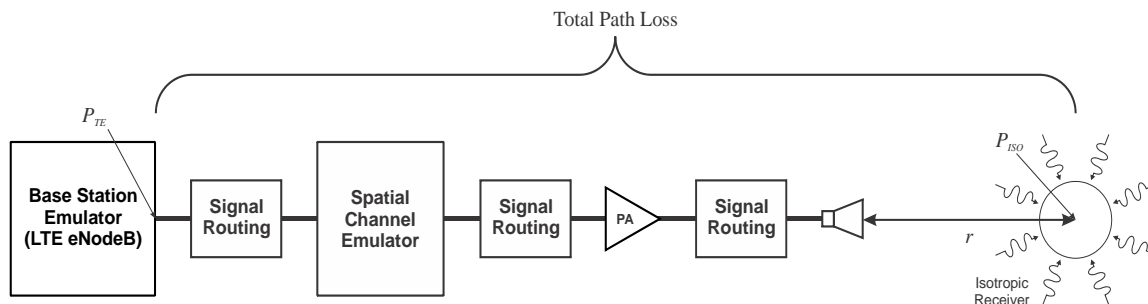 Total Path Loss
P_TE
P_ISO
Base Station
Emulator
(LTE eNodeB)
Signal
Routing
Spatial
Channel
Emulator
Signal
Routing
PA
Signal
Routing
r
Isotropic
Receiver